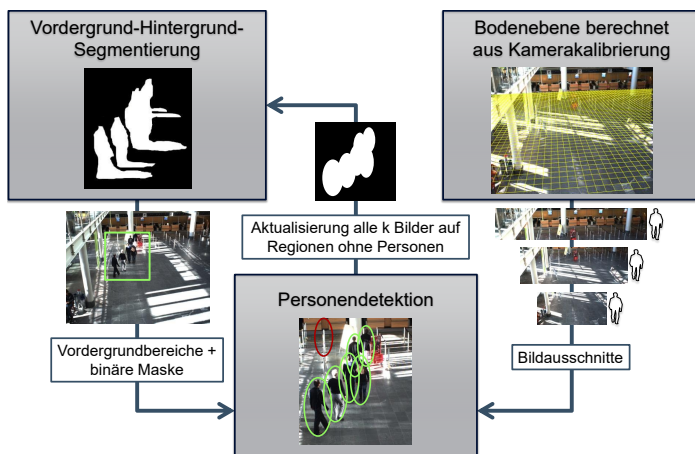 Vordergrund-Hintergrund-
Segmentierung
Bodenebene berechnet
aus Kamerakalibrierung
Aktualisierung alle k Bilder auf
Regionen ohne Personen
Personendetektion
Vordergrundbereiche +
binäre Maske
Bildausschnitte